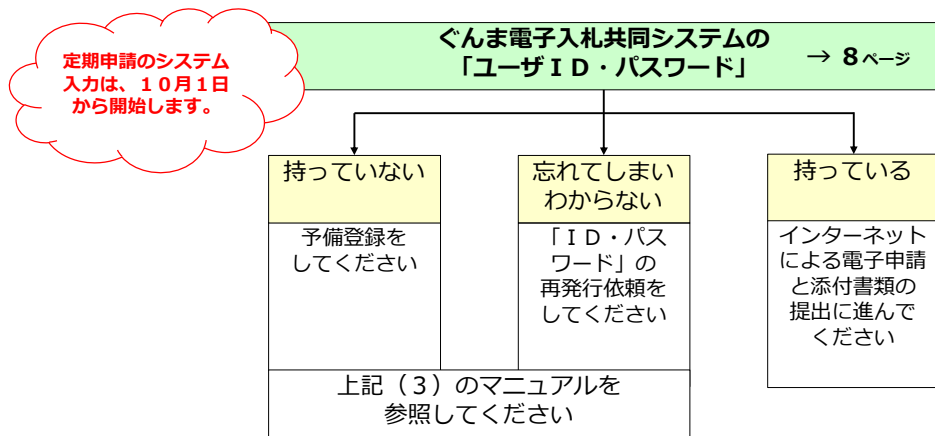 定期申請のシステム
入力は、１０月１日
から開始します。
ぐんま電子入札共同システムの
「ユーザＩＤ・パスワード」 → ８ページ
持っていない
予備登録を
してください
忘れてしまい
わからない
「ＩＤ・パス
ワード」の
再発行依頼を
してください
持っている
インターネット
による電子申請
と添付書類の
提出に進んで
ください
上記（３）のマニュアルを
参照してください